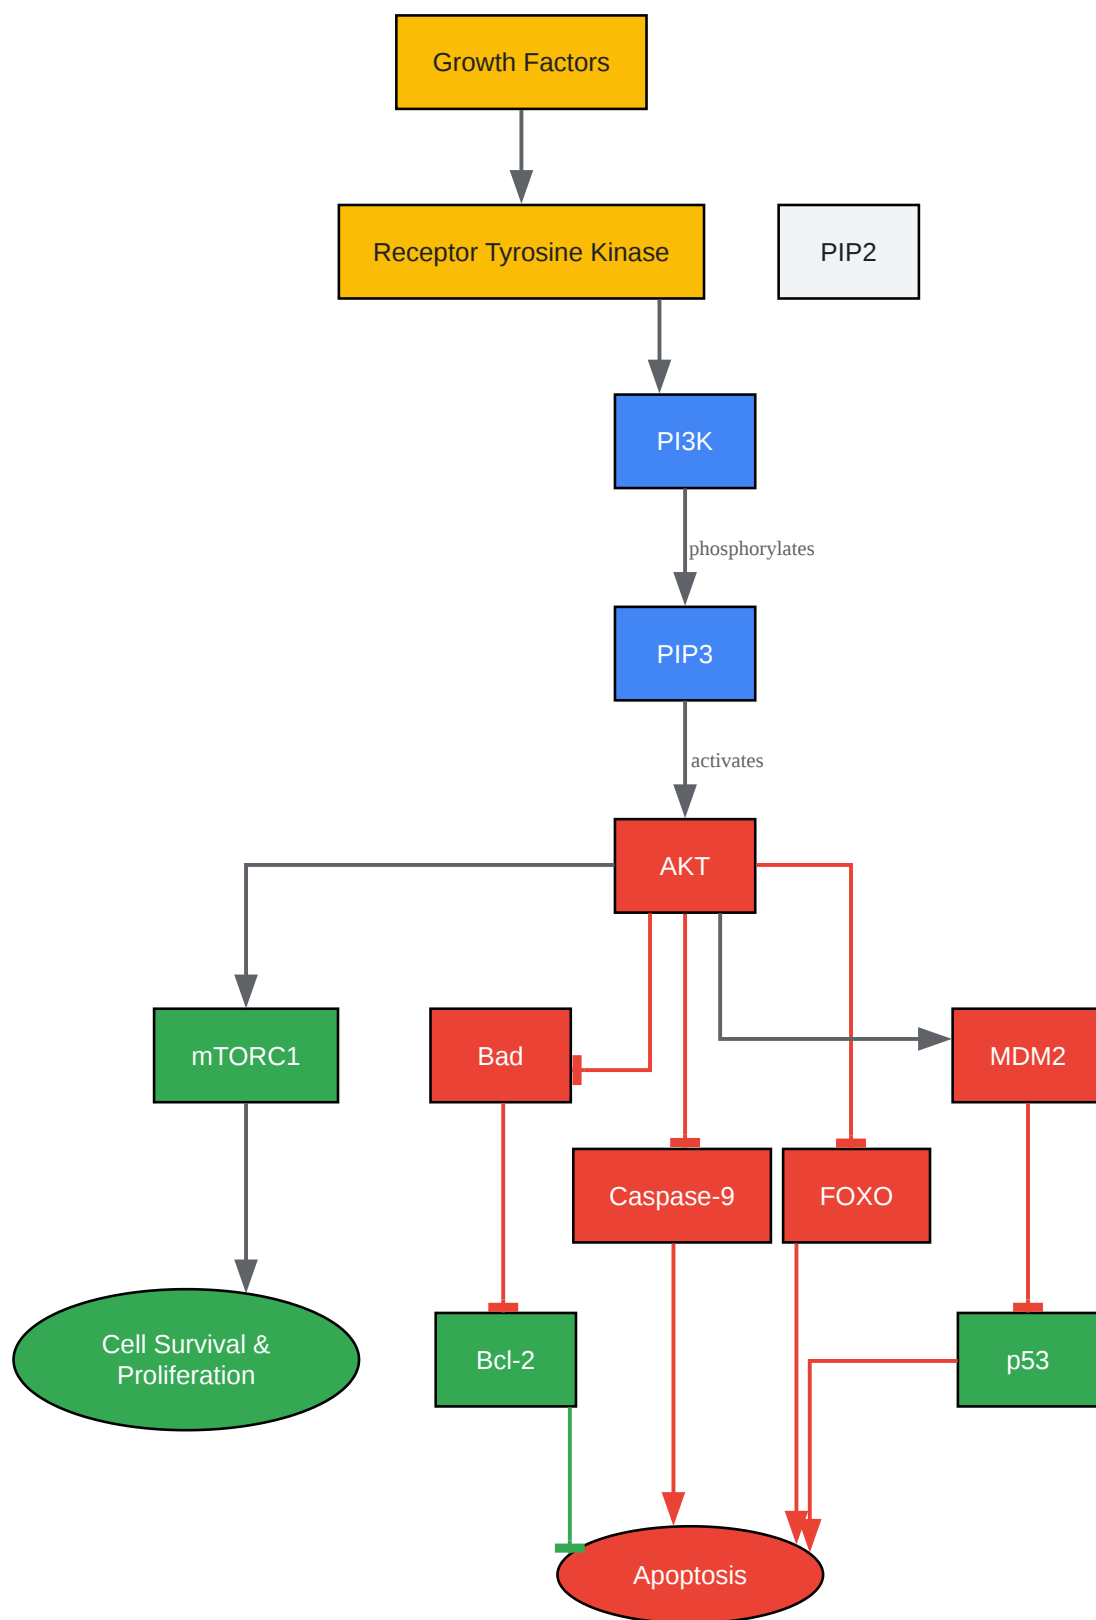 Growth Factors
Receptor Tyrosine Kinase
PIP2
PI3K
phosphorylates
PIP3
activates
AKT
mTORC1
Bad
MDM2
Caspase-9
FOXO
Cell Survival &
Proliferation
Bcl-2
p53
Apoptosis